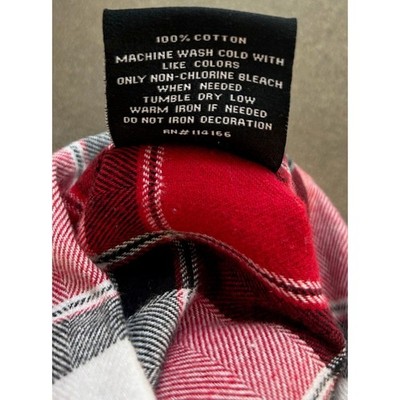 100% COTTON
MACHINE WASH COLD WITH
LIKE COLORS
ONLY NON-CHLORINE BLEACH
WHEN NEEDED
TUMBLE DRY LOW
WARM IRON IF NEEDED
DO NOT IRON DECORATION
RN# 114166